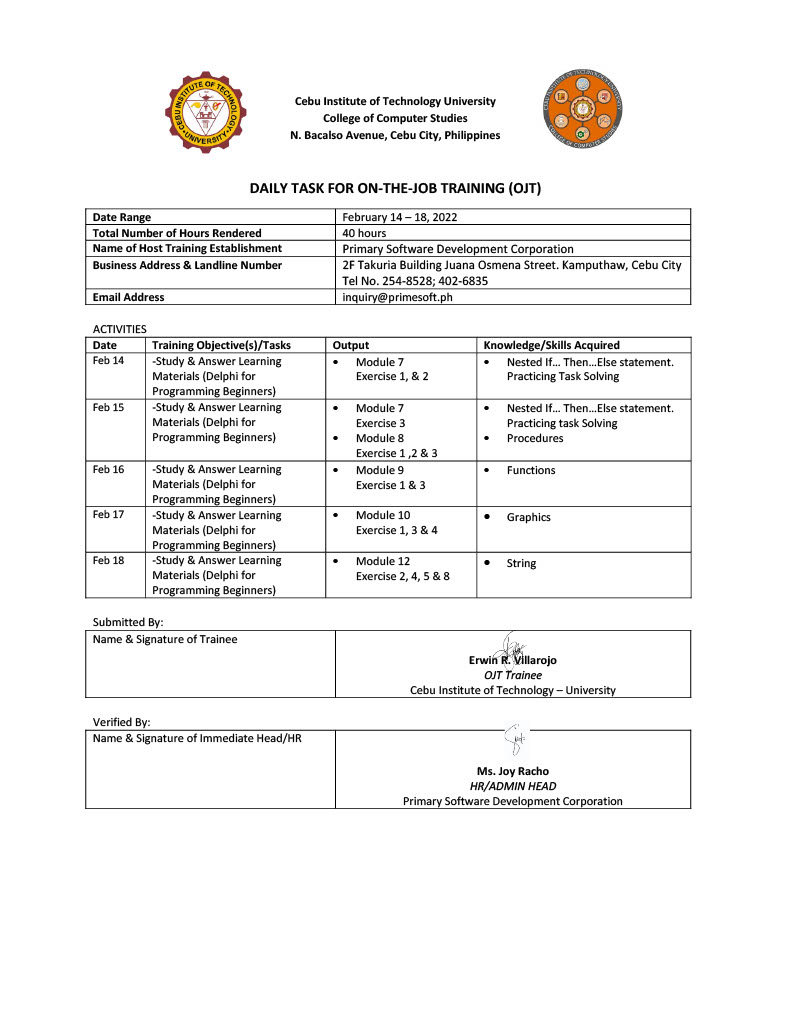 CEBU INSTITUTE OF TECHNOLOGY
UNIVERSITY
Cebu Institute of Technology University
College of Computer Studies
N. Bacalso Avenue, Cebu City, Philippines
DAILY TASK FOR ON-THE-JOB TRAINING (OJT)
Date Range February 14 – 18, 2022
Total Number of Hours Rendered 40 hours
Name of Host Training Establishment Primary Software Development Corporation
Business Address & Landline Number 2F Takuria Building Juana Osmena Street. Kamputhaw, Cebu City
Tel No. 254-8528; 402-6835
Email Address inquiry@primesoft.ph
ACTIVITIES
Date Training Objective(s)/Tasks Output Knowledge/Skills Acquired
Feb 14 -Study & Answer Learning • Module 7 • Nested If… Then…Else statement.
Materials (Delphi for Exercise 1, & 2 Practicing Task Solving
Programming Beginners)
Feb 15 -Study & Answer Learning • Module 7 • Nested If… Then…Else statement.
Materials (Delphi for Exercise 3 Practicing task Solving
Programming Beginners) • Module 8 • Procedures
Exercise 1 ,2 & 3
Feb 16 -Study & Answer Learning • Module 9 • Functions
Materials (Delphi for Exercise 1 & 3
Programming Beginners)
Feb 17 -Study & Answer Learning • Module 10 • Graphics
Materials (Delphi for Exercise 1, 3 & 4
Programming Beginners)
Feb 18 -Study & Answer Learning • Module 12 • String
Materials (Delphi for Exercise 2, 4, 5 & 8
Programming Beginners)
Submitted By:
Name & Signature of Trainee
Erwin R. Villarojo
OJT Trainee
Cebu Institute of Technology – University
Verified By:
Name & Signature of Immediate Head/HR
Ms. Joy Racho
HR/ADMIN HEAD
Primary Software Development Corporation